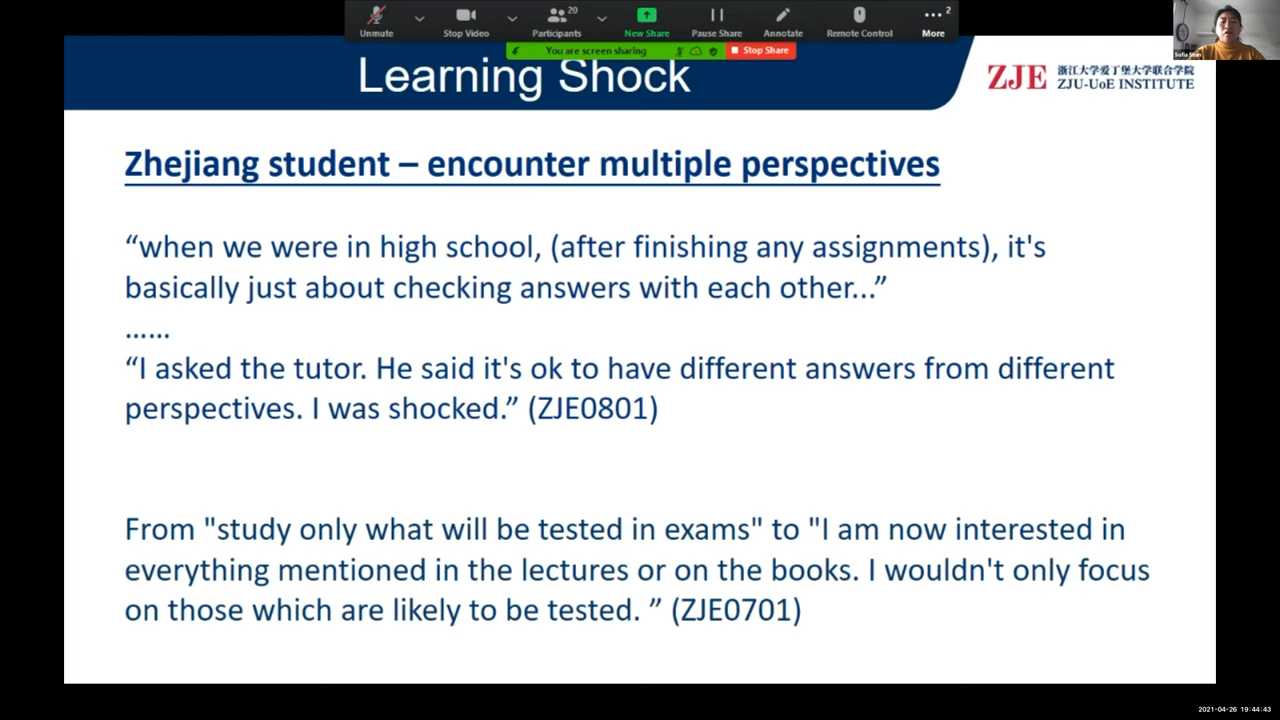 20
2
Unmute
Stop Video
Participants
New Share
Pause Share
Annotate
Remote Control
More
You are screen sharing
Stop Share
Sofia Shan
Learning Shock
ZJE 浙江大学爱丁堡大学联合学院
ZJU-UoE INSTITUTE
Zhejiang student – encounter multiple perspectives
“when we were in high school, (after finishing any assignments), it's
basically just about checking answers with each other...”
......
“I asked the tutor. He said it's ok to have different answers from different
perspectives. I was shocked.” (ZJE0801)
From "study only what will be tested in exams" to "I am now interested in
everything mentioned in the lectures or on the books. I wouldn't only focus
on those which are likely to be tested. ” (ZJE0701)
2021-04-26 19:44:43